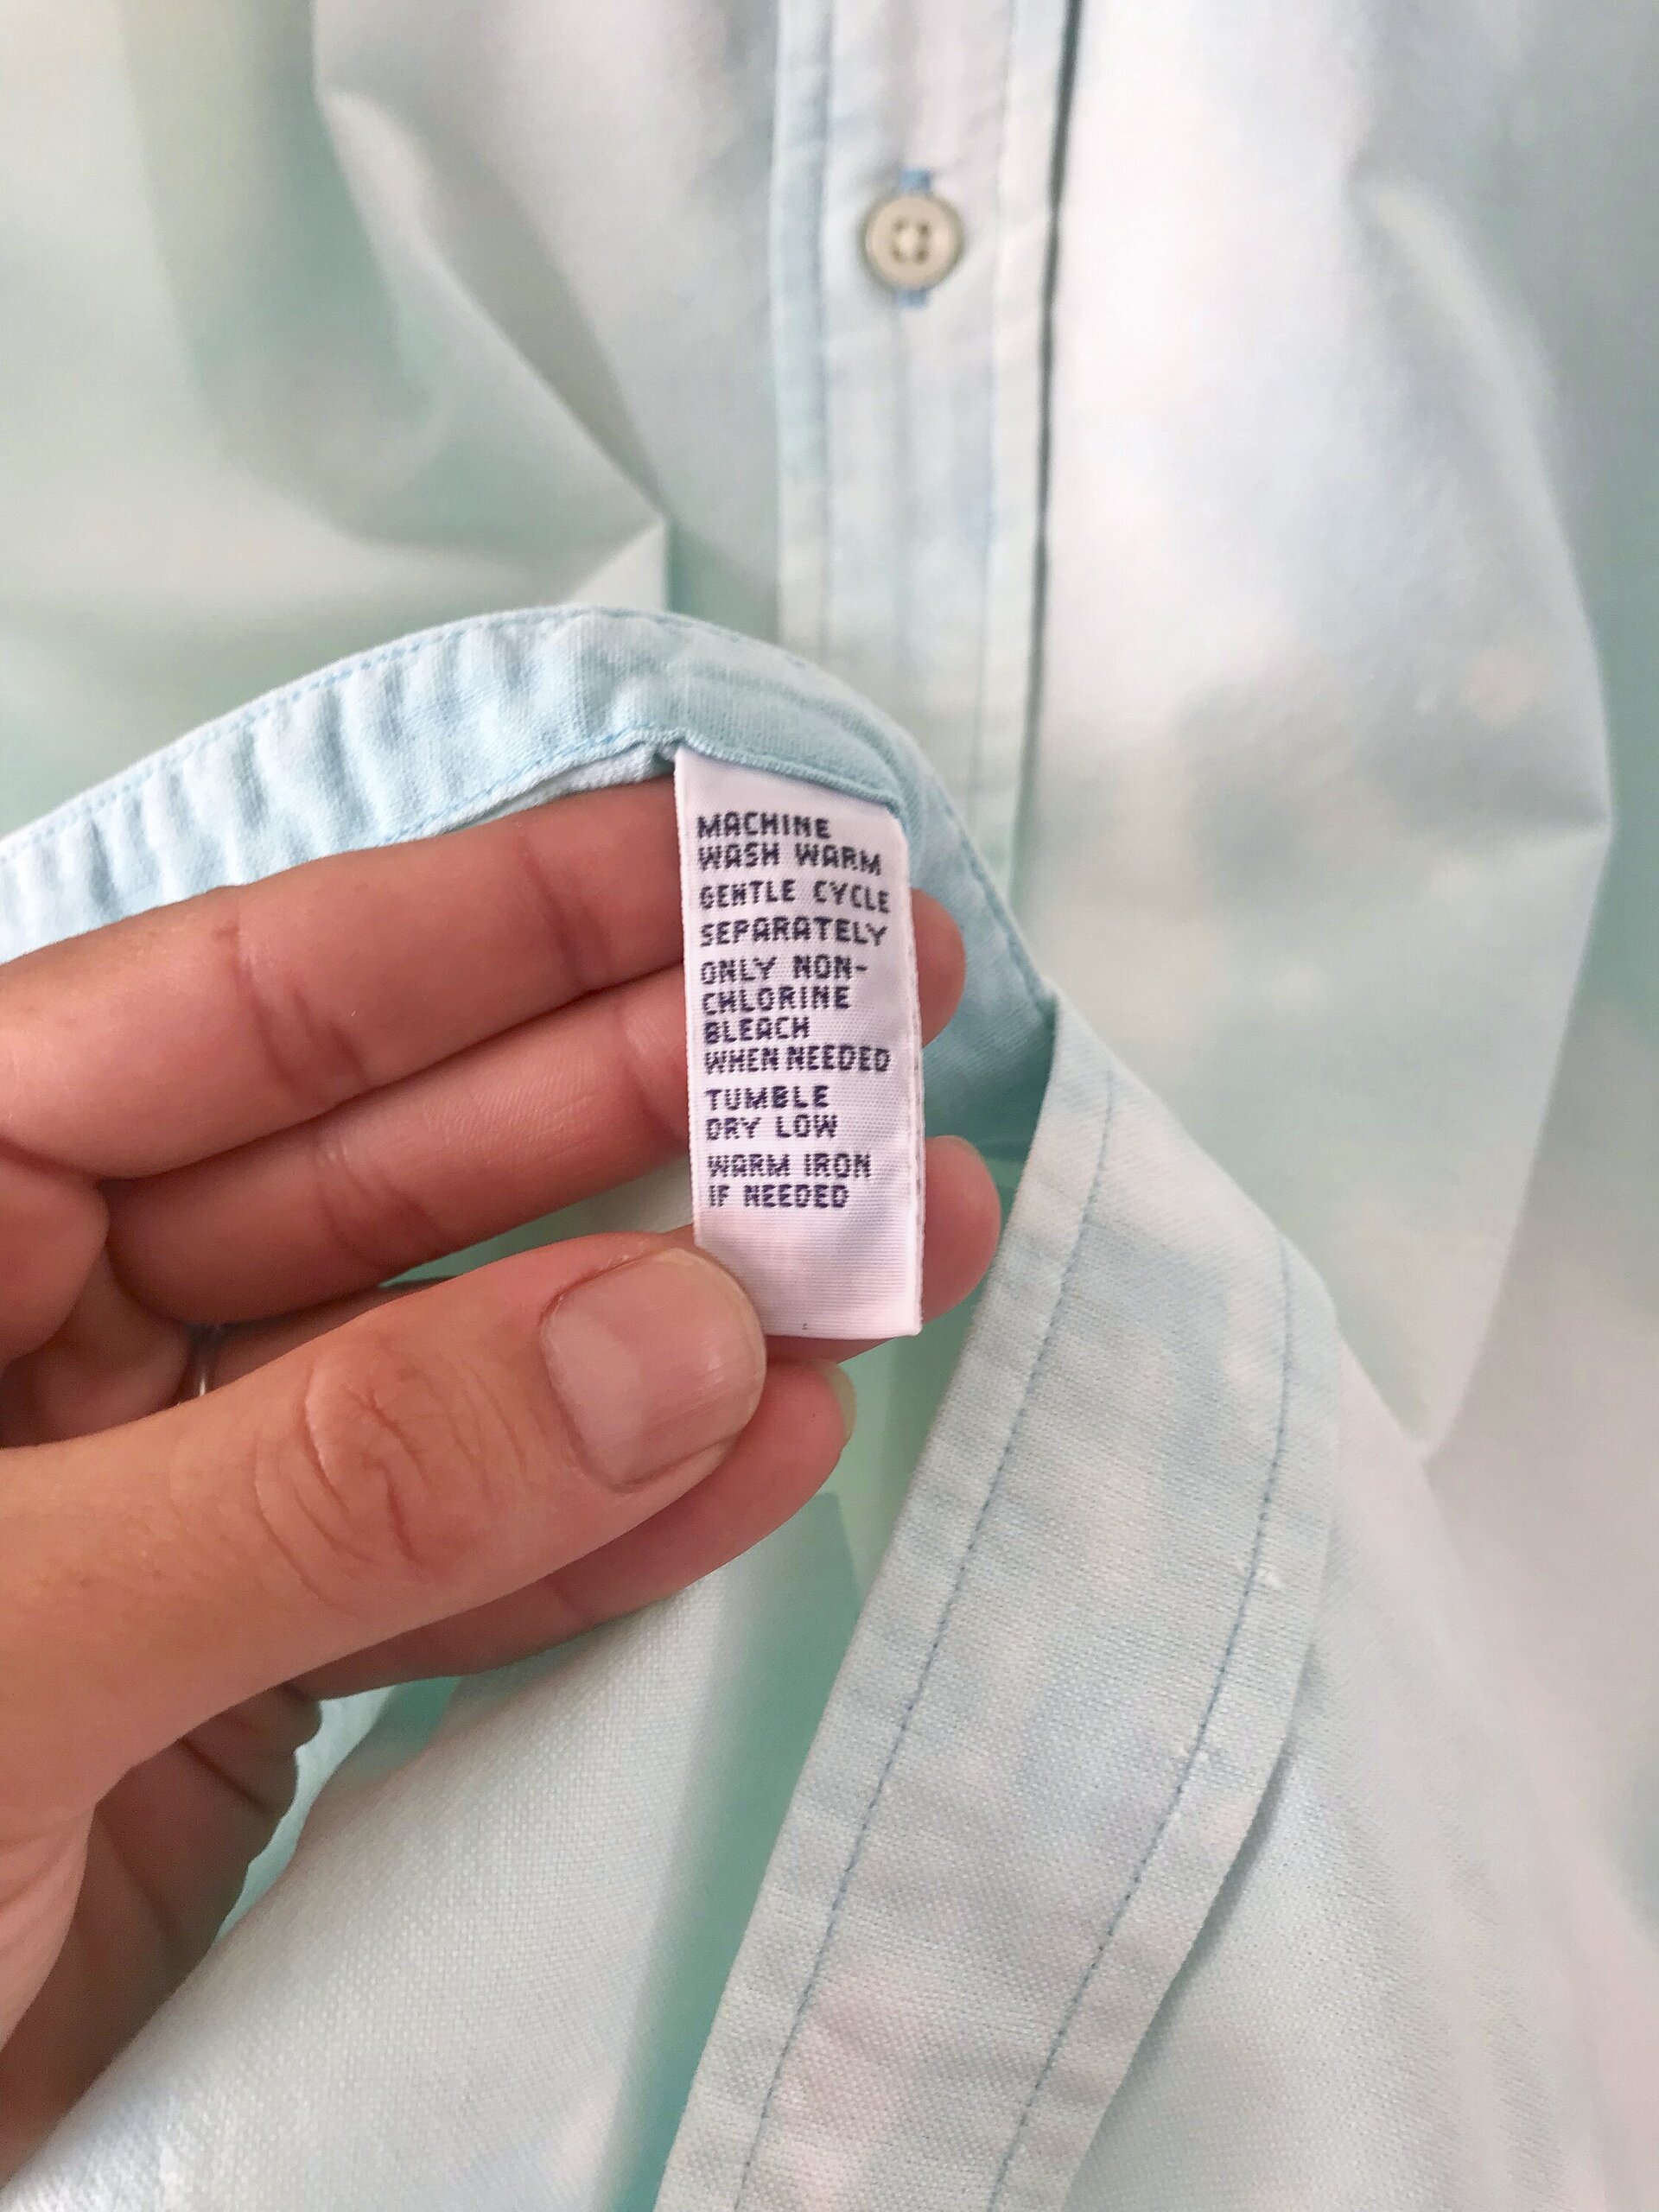 MACHINE
WASH WARM
GENTLE CYCLE
SEPARATELY
ONLY NON-
CHLORINE
BLEACH
WHEN NEEDED
TUMBLE
DRY LOW
WARM IRON
IF NEEDED